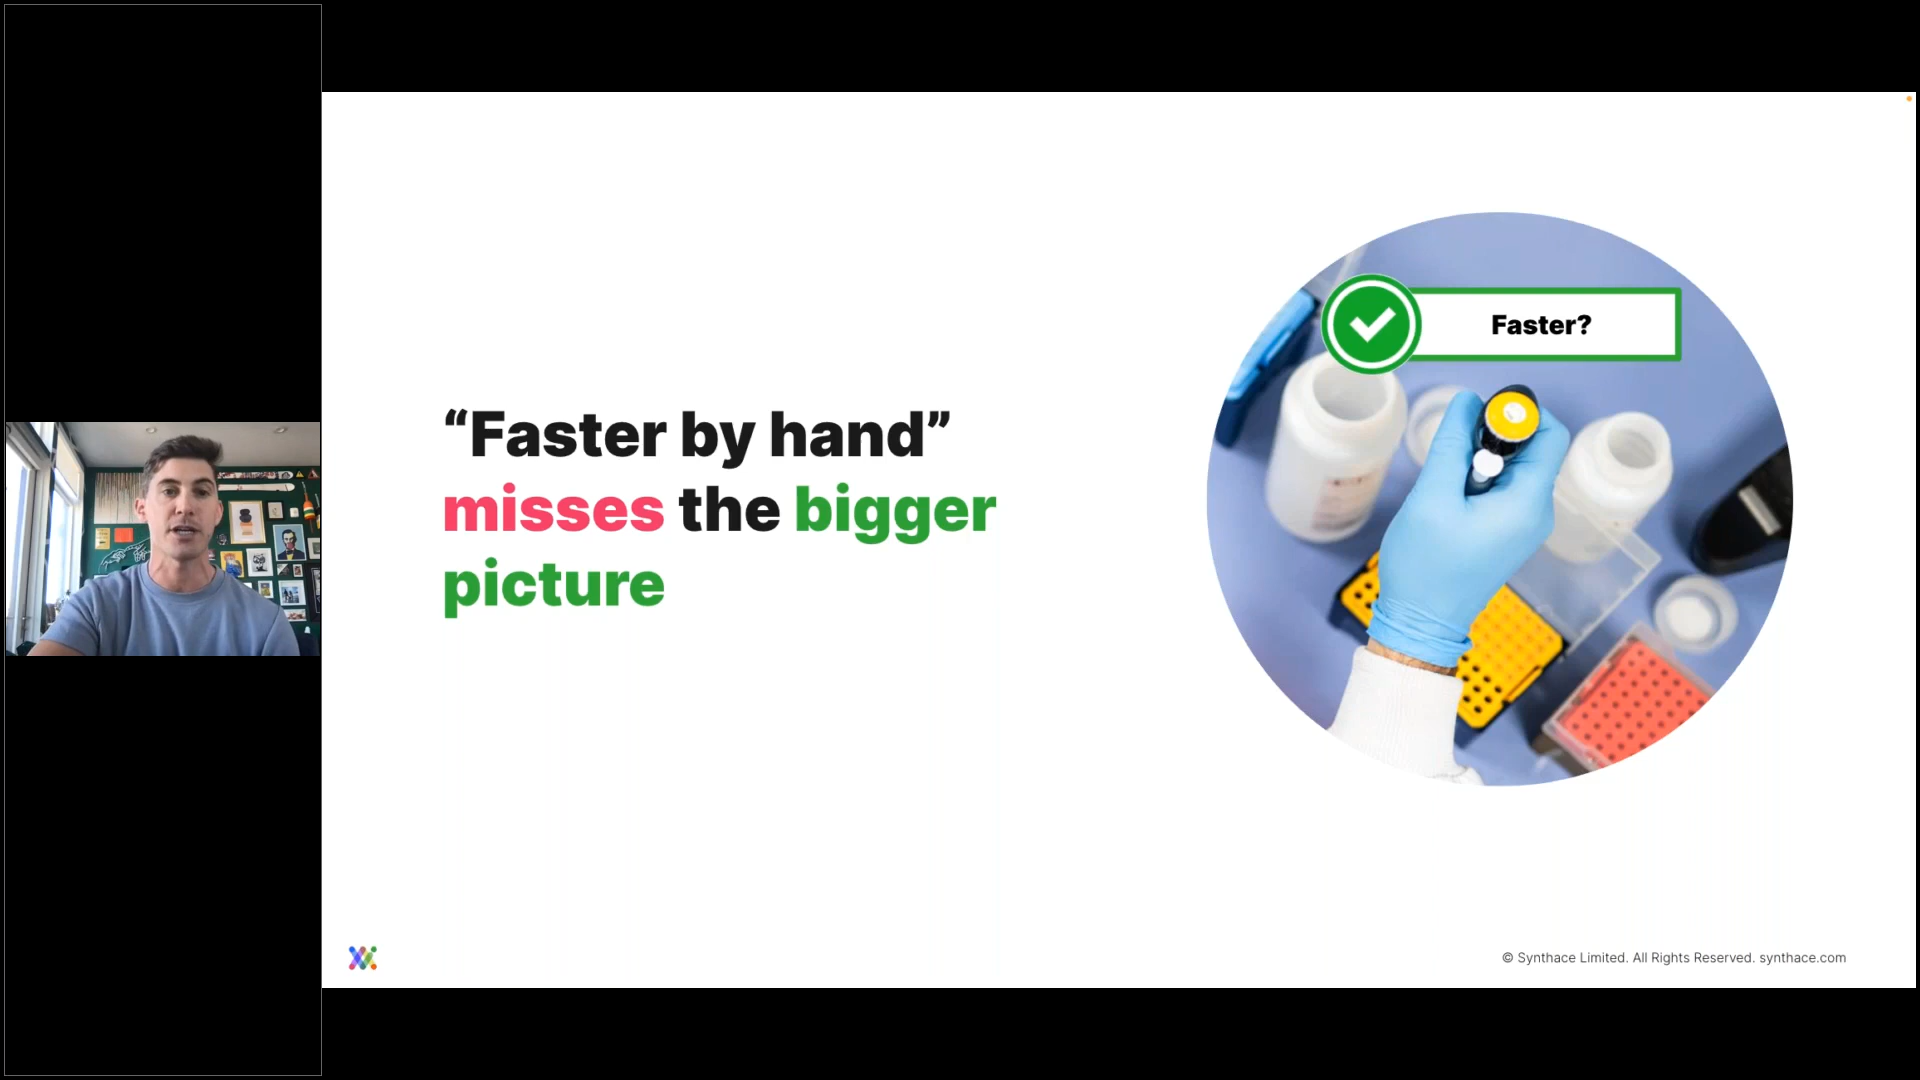 “Faster by hand”
misses the bigger
picture
Faster?
© Synthace Limited. All Rights Reserved. synthace.com